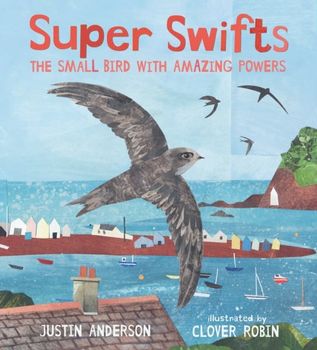 Super Swifts
THE SMALL BIRD WITH AMAZING POWERS
JUSTIN ANDERSON
illustrated by
CLOVER ROBIN